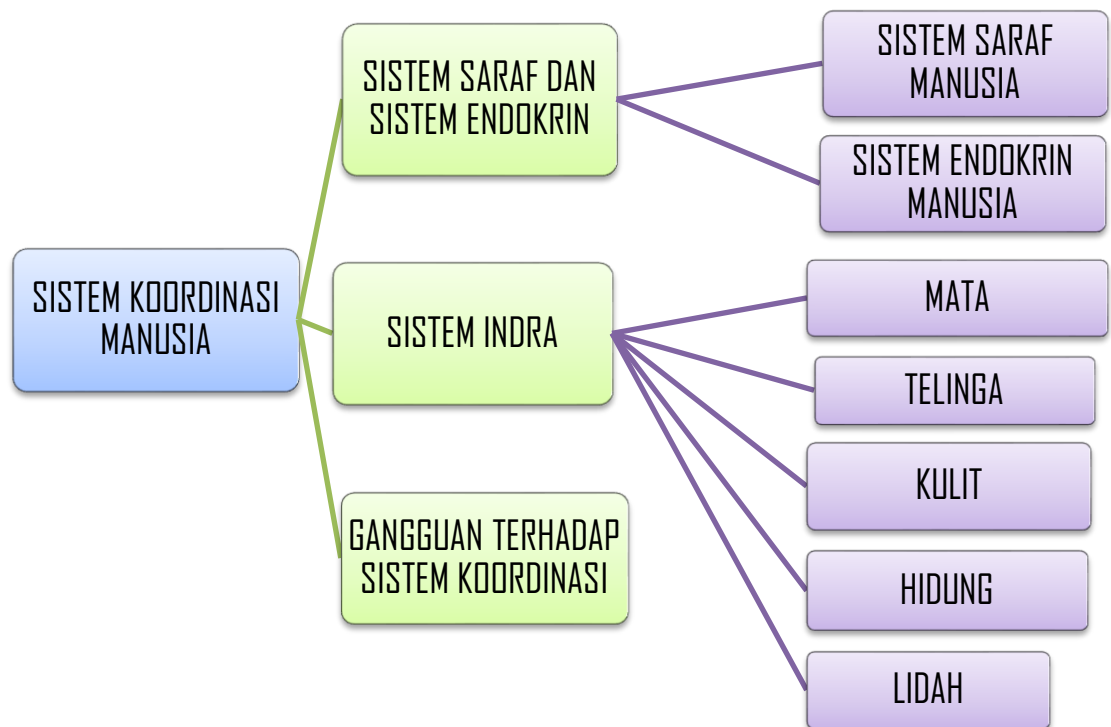 SISTEM KOORDINASI
MANUSIA
SISTEM SARAF DAN
SISTEM ENDOKRIN
SISTEM SARAF
MANUSIA
SISTEM ENDOKRIN
MANUSIA
SISTEM INDRA
MATA
TELINGA
KULIT
HIDUNG
LIDAH
GANGGUAN TERHADAP
SISTEM KOORDINASI